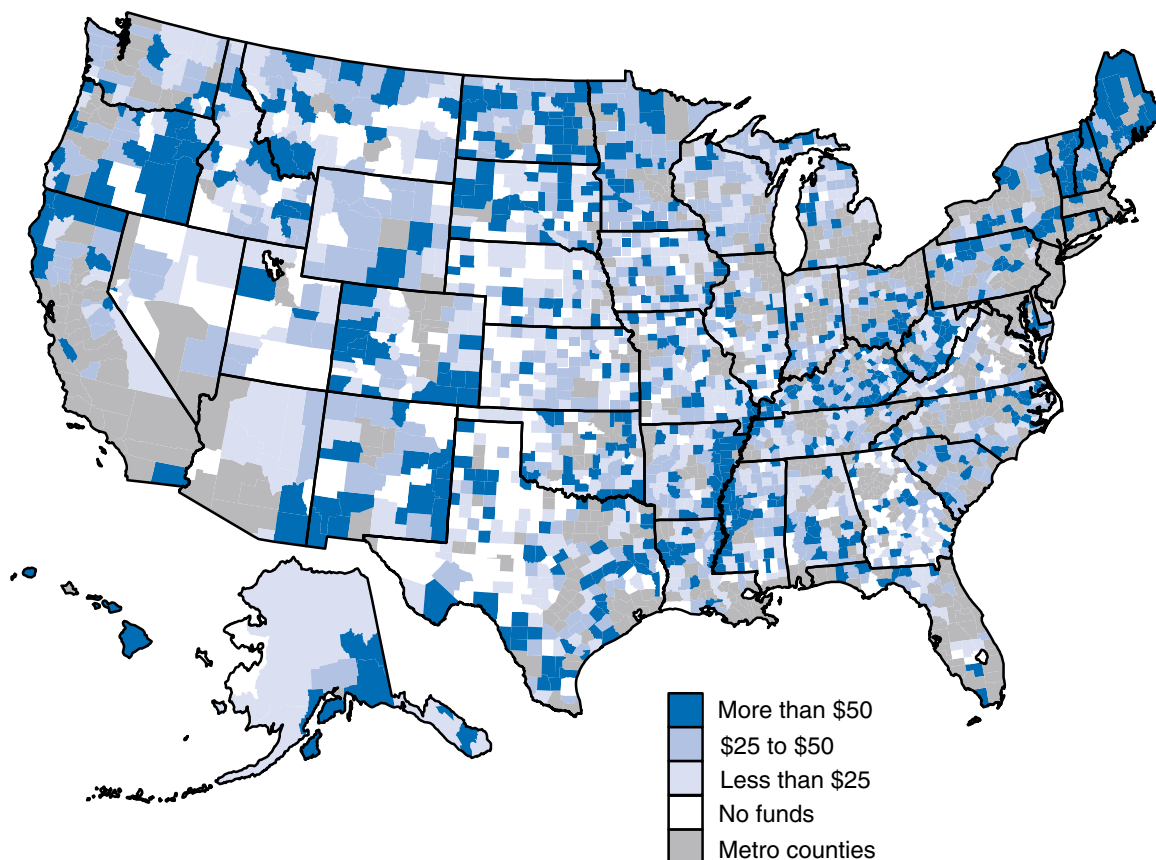 More than $50
$25 to $50
Less than $25
No funds
Metro counties